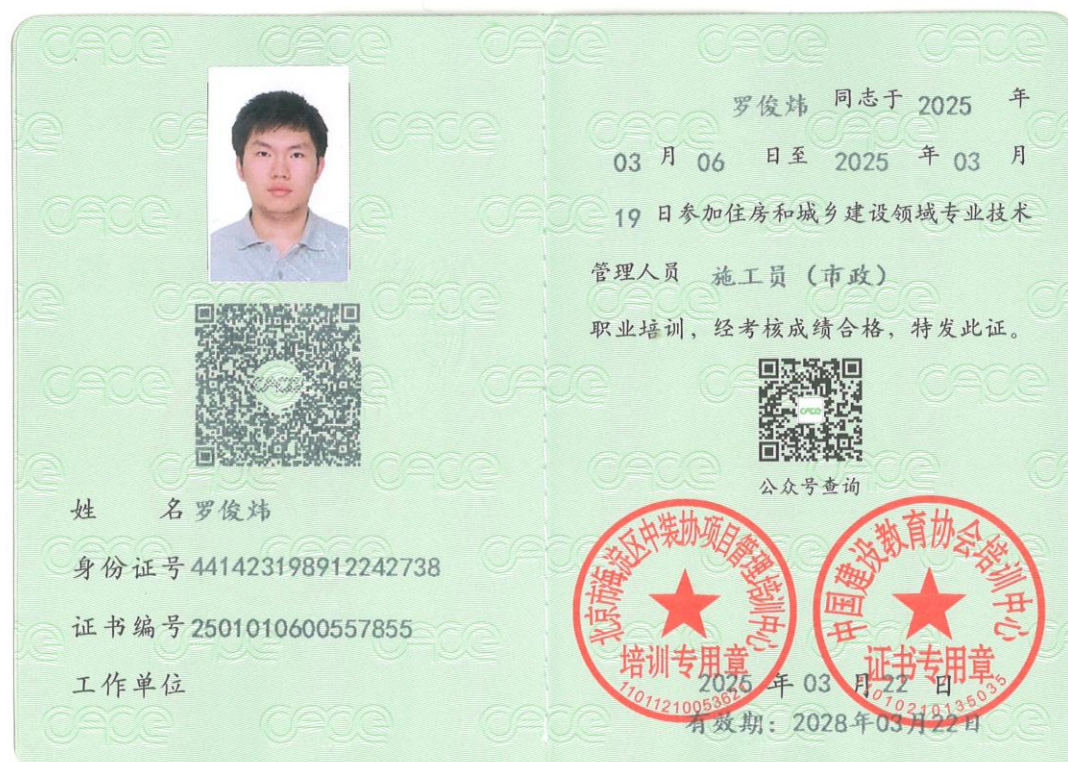 姓 名 罗俊炜
身份证号 441423198912242738
证书编号 2501010600557855
工作单位
罗俊炜 同志于 2025 年
03 月 06 日至 2025 年 03 月
19 日参加住房和城乡建设领域专业技术
管理人员 施工员（市政）
职业培训，经考核成绩合格，特发此证。
公众号查询
北京市海淀区中装协项目管理培训中心
培训专用章
中国建设教育协会培训中心
证书专用章
2025 年 03 月 22 日
有效期：2028年03月22日